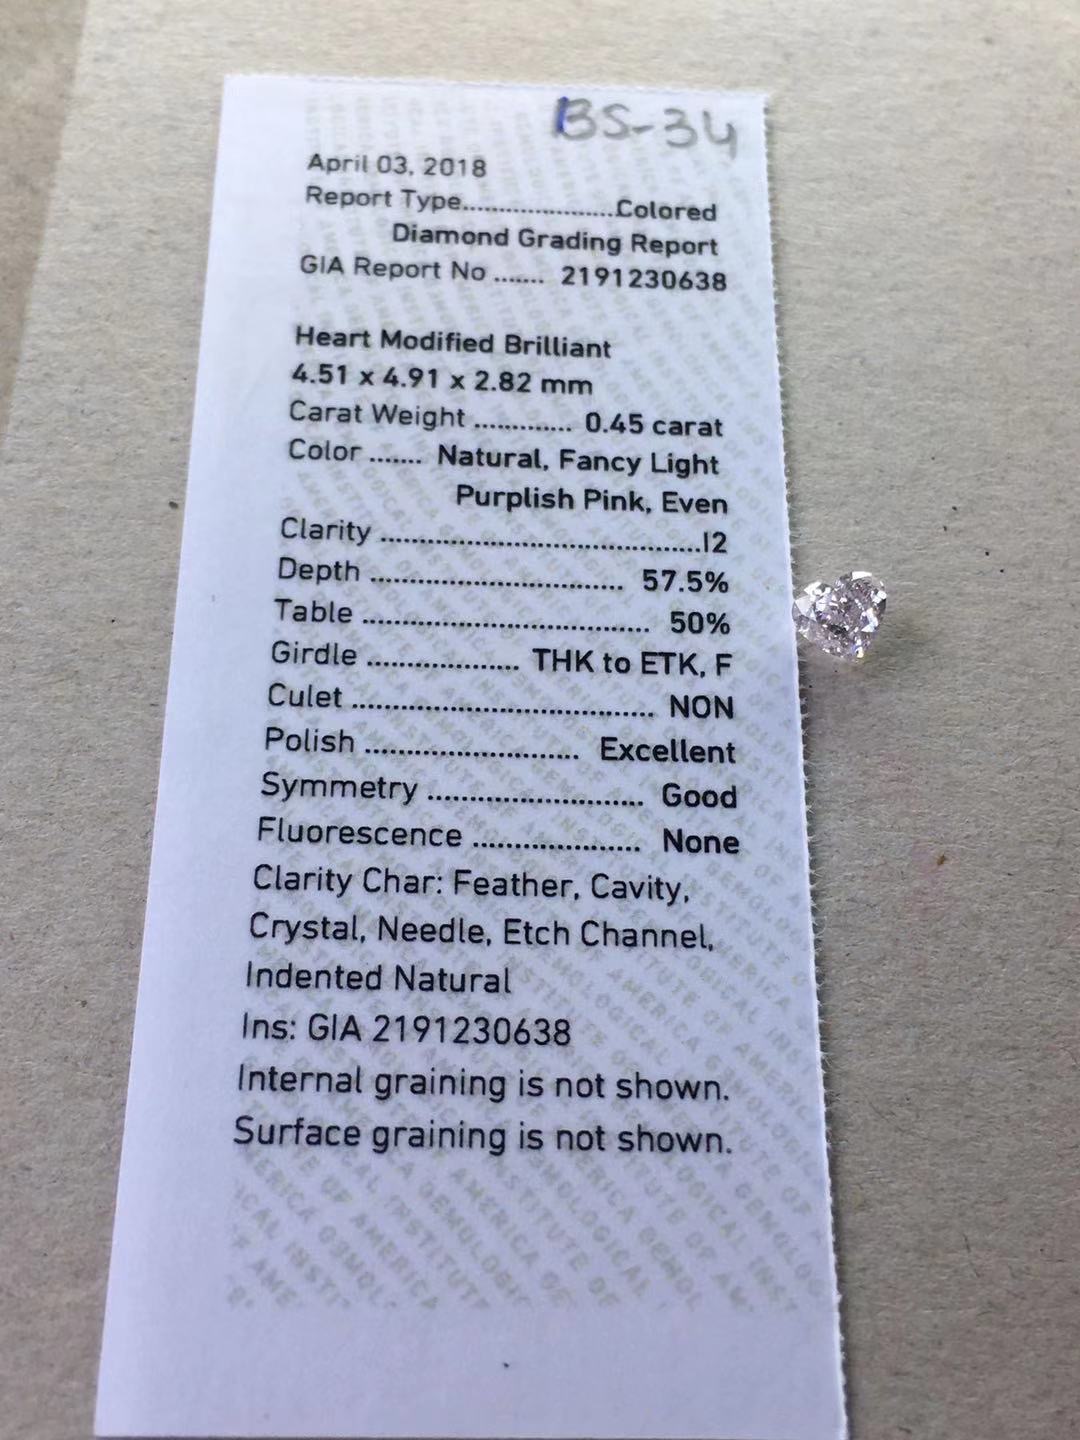 BS-34
April 03, 2018
Report Type......................Colored
Diamond Grading Report
GIA Report No ....... 2191230638
Heart Modified Brilliant
4.51 x 4.91 x 2.82 mm
Carat Weight ............. 0.45 carat
Color ....... Natural, Fancy Light
Purplish Pink, Even
Clarity ..........................................I2
Depth ................................. 57.5%
Table ..................................... 50%
Girdle ................... THK to ETK, F
Culet ....................................... NON
Polish ............................ Excellent
Symmetry ............................ Good
Fluorescence ...................... None
Clarity Char: Feather, Cavity,
Crystal, Needle, Etch Channel,
Indented Natural
Ins: GIA 2191230638
Internal graining is not shown.
Surface graining is not shown.